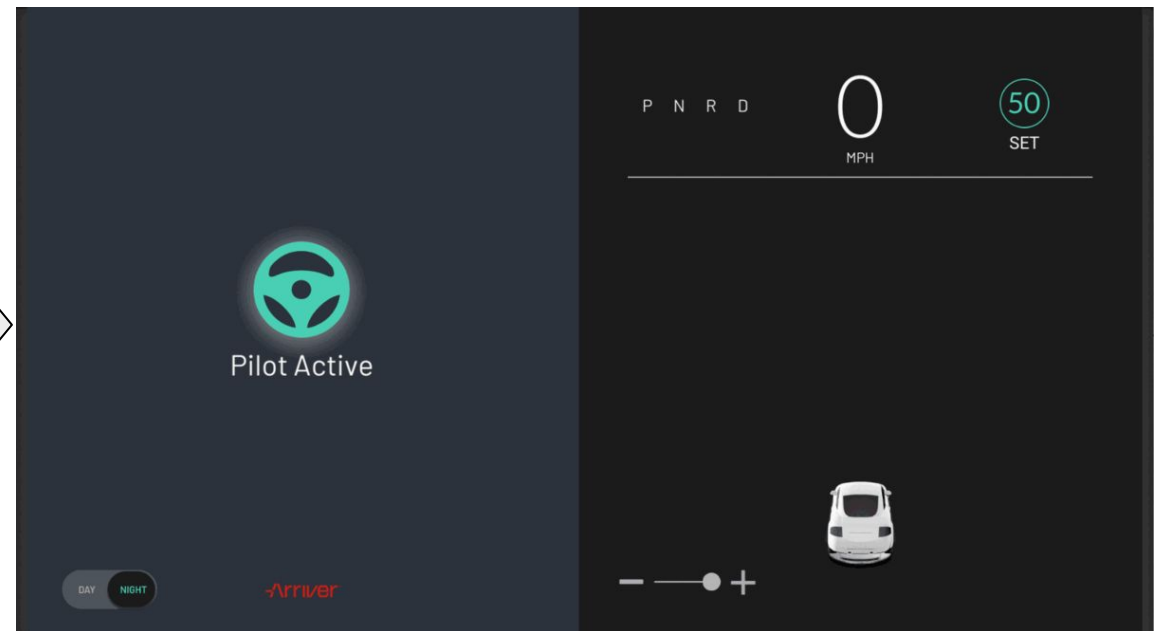 P N R D
0
MPH
50
SET
Pilot Active
DAY
NIGHT
Arriver